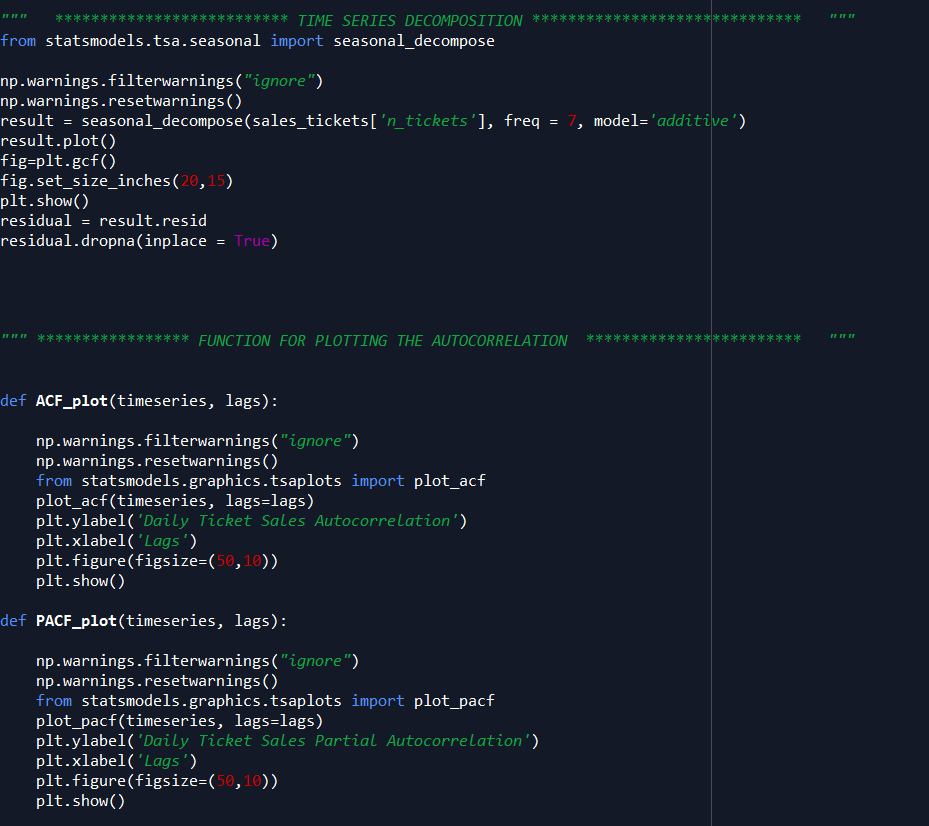 """   ************************** TIME SERIES DECOMPOSITION ******************************   """
from statsmodels.tsa.seasonal import seasonal_decompose
np.warnings.filterwarnings("ignore")
np.warnings.resetwarnings()
result = seasonal_decompose(sales_tickets['n_tickets'], freq = 7, model='additive')
result.plot()
fig=plt.gcf()
fig.set_size_inches(20,15)
plt.show()
residual = result.resid
residual.dropna(inplace = True)
""" ***************** FUNCTION FOR PLOTTING THE AUTOCORRELATION  ************************   """
def ACF_plot(timeseries, lags):
    np.warnings.filterwarnings("ignore")
    np.warnings.resetwarnings()
    from statsmodels.graphics.tsaplots import plot_acf
    plot_acf(timeseries, lags=lags)
    plt.ylabel('Daily Ticket Sales Autocorrelation')
    plt.xlabel('Lags')
    plt.figure(figsize=(50,10))
    plt.show()
def PACF_plot(timeseries, lags):
    np.warnings.filterwarnings("ignore")
    np.warnings.resetwarnings()
    from statsmodels.graphics.tsaplots import plot_pacf
    plot_pacf(timeseries, lags=lags)
    plt.ylabel('Daily Ticket Sales Partial Autocorrelation')
    plt.xlabel('Lags')
    plt.figure(figsize=(50,10))
    plt.show()